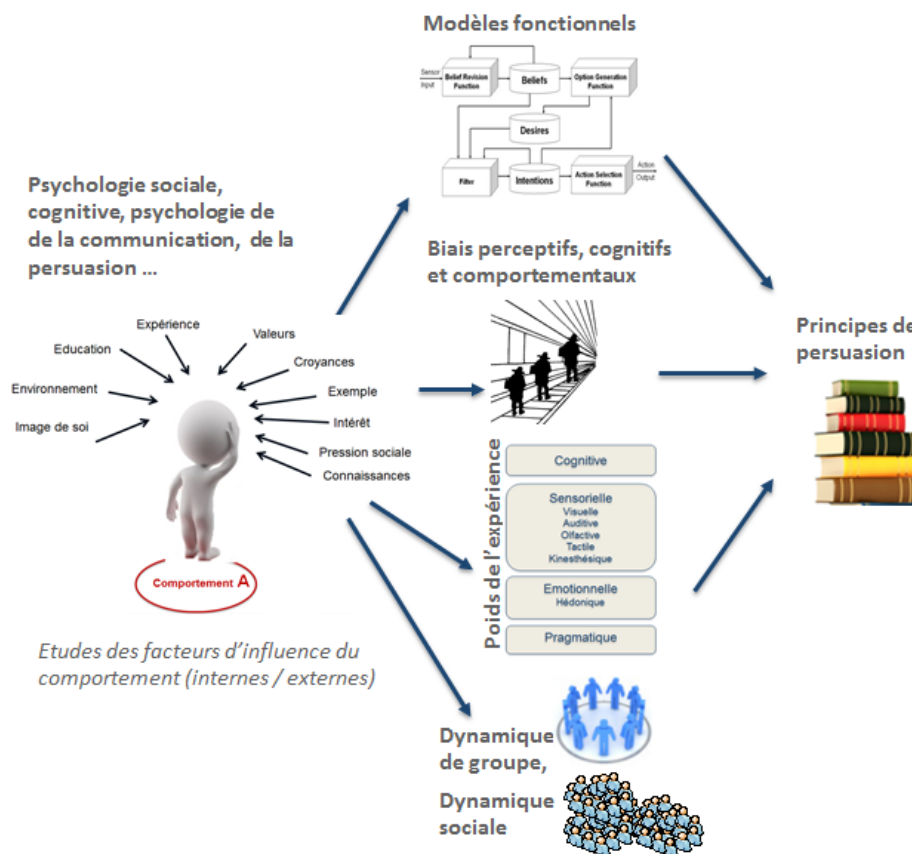 Modèles fonctionnels
Sensor
Input
Belief Revision
Function
Beliefs
Option Generation
Function
Desires
Filter
Intentions
Action Selection
Function
Action
Output
Psychologie sociale,
cognitive, psychologie de
de la communication, de la
persuasion ...
Biais perceptifs, cognitifs
et comportementaux
Expérience
Valeurs
Education
Croyances
Environnement
Exemple
Image de soi
Intérêt
Pression sociale
Connaissances
Comportement A
Etudes des facteurs d'influence du
comportement (internes / externes)
Principes de
persuasion
Poids de l'expérience
Cognitive
Sensorielle
Visuelle
Auditive
Olfactive
Tactile
Kinesthésique
Emotionnelle
Hédonique
Pragmatique
Dynamique
de groupe,
Dynamique
sociale